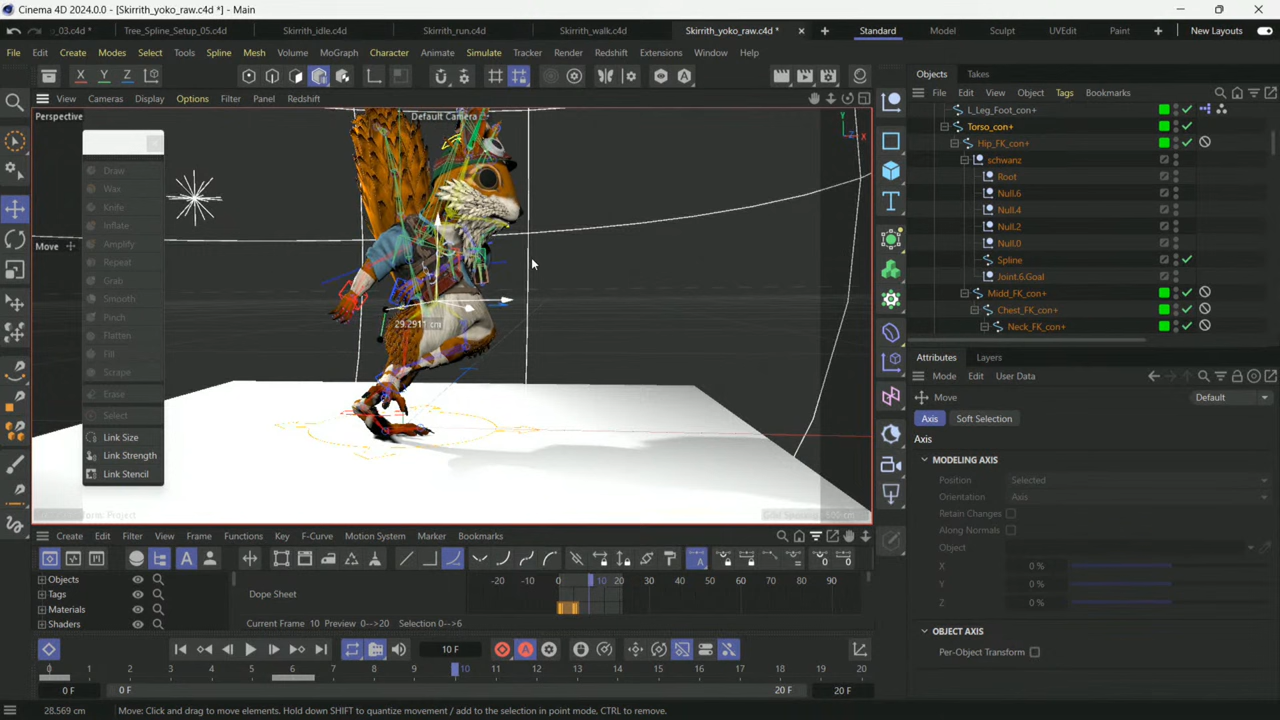 Cinema 4D 2024.0.0 - [Skirrith_yoko_raw.c4d *] - Main
_03.c4d *
Tree_Spline_Setup_05.c4d
Skirrith_idle.c4d
Skirrith_run.c4d
Skirrith_walk.c4d
Skirrith_yoko_raw.c4d *
Standard
Model
Sculpt
UVEdit
Paint
New Layouts
File Edit Create Modes Select Tools Spline Mesh Volume MoGraph Character Animate Simulate Tracker Render Redshift Extensions Window Help
X Y Z
Objects Takes
View Cameras Display Options Filter Panel Redshift
File Edit View Object Tags Bookmarks
Perspective
Default Camera
Y
Z
X
L_Leg_Foot_con+
Torso_con+
Hip_FK_con+
schwanz
Root
Null.6
Null.4
Null.2
Null.0
Spline
Joint.6.Goal
Midd_FK_con+
Chest_FK_con+
Neck_FK_con+
Draw
Wax
Knife
Inflate
Amplify
Repeat
Grab
Smooth
Pinch
Flatten
Fill
Scrape
Erase
Select
Link Size
Link Strength
Link Stencil
Move
29.2911 cm
Attributes Layers
Mode Edit User Data
Move
Default
Axis Soft Selection
Axis
MODELING AXIS
Position Selected
Orientation Axis
Retain Changes
Along Normals
Object
X 0 %
Y 0 %
Z 0 %
OBJECT AXIS
Per-Object Transform
Create Edit View Frame Functions Key F-Curve Motion System Marker Bookmarks
Objects
Tags
Materials
Shaders
Dope Sheet
-20 -10 0 10 20 30 40 50 60 70 80 90
Current Frame 10 Preview 0-->20 Selection 0-->6
10 F
0 1 2 3 4 5 6 7 8 9 10 11 12 13 14 15 16 17 18 19 20
0 F
0 F
20 F
20 F
28.569 cm
Move: Click and drag to move elements. Hold down SHIFT to quantize movement / add to the selection in point mode, OBJECT mode.